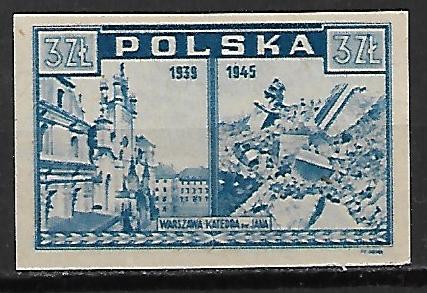 3ZŁ POLSKA 3ZŁ
1939 1945
WARSZAWA-KATEDRA ŚW. JANA